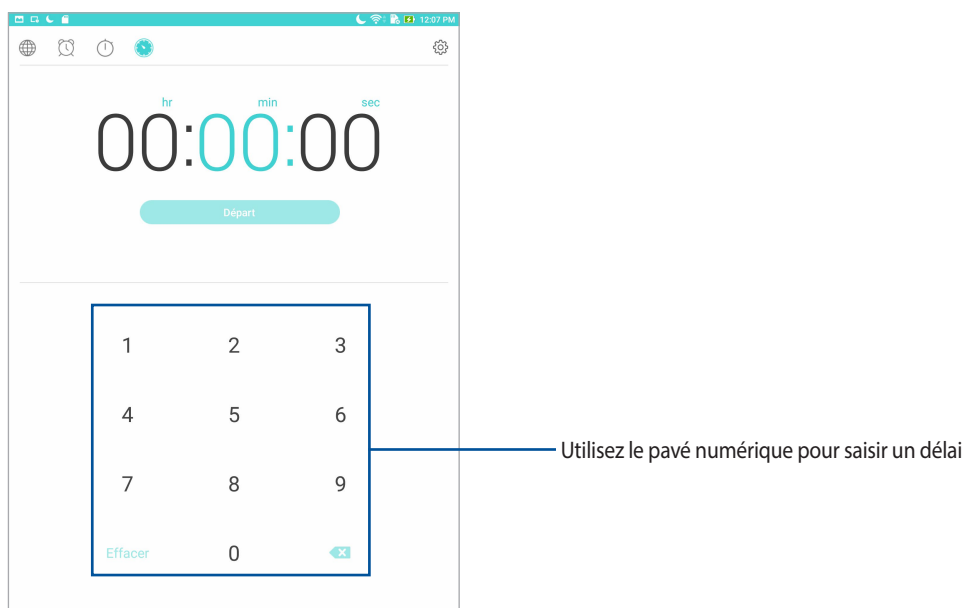 12:07 PM
hr min sec
00:00:00
Départ
1 2 3
4 5 6
Utilisez le pavé numérique pour saisir un délai
7 8 9
Effacer 0